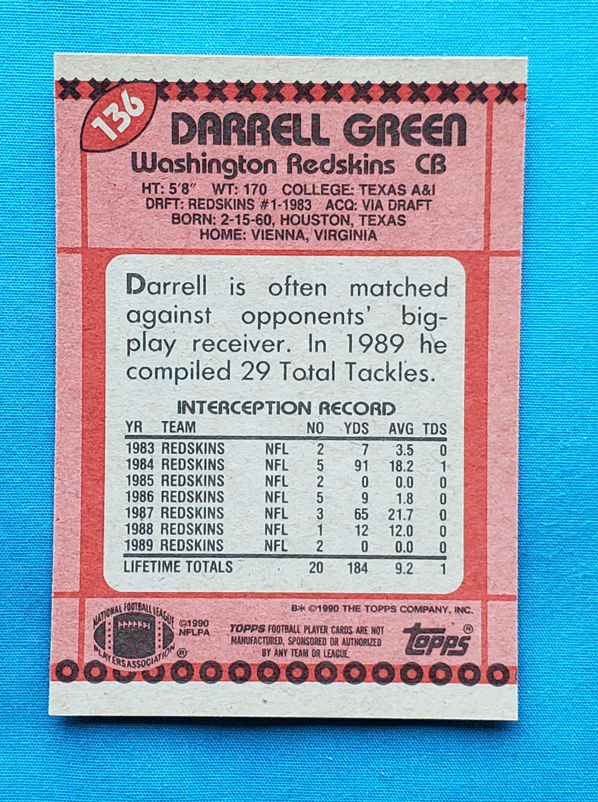 136
DARRELL GREEN
Washington Redskins CB
HT: 5'8" WT: 170 COLLEGE: TEXAS A&I
DRFT: REDSKINS #1-1983 ACQ: VIA DRAFT
BORN: 2-15-60, HOUSTON, TEXAS
HOME: VIENNA, VIRGINIA
Darrell is often matched
against opponents' big-
play receiver. In 1989 he
compiled 29 Total Tackles.
INTERCEPTION RECORD
YR TEAM NO YDS AVG TDS
1983 REDSKINS NFL 2 7 3.5 0
1984 REDSKINS NFL 5 91 18.2 1
1985 REDSKINS NFL 2 0 0.0 0
1986 REDSKINS NFL 5 9 1.8 0
1987 REDSKINS NFL 3 65 21.7 0
1988 REDSKINS NFL 1 12 12.0 0
1989 REDSKINS NFL 2 0 0.0 0
LIFETIME TOTALS 20 184 9.2 1
B* ©1990 THE TOPPS COMPANY, INC.
NATIONAL FOOTBALL LEAGUE
PLAYERS ASSOCIATION ®
©1990
NFLPA
TOPPS FOOTBALL PLAYER CARDS ARE NOT
MANUFACTURED, SPONSORED OR AUTHORIZED
BY ANY TEAM OR LEAGUE.
topps ®